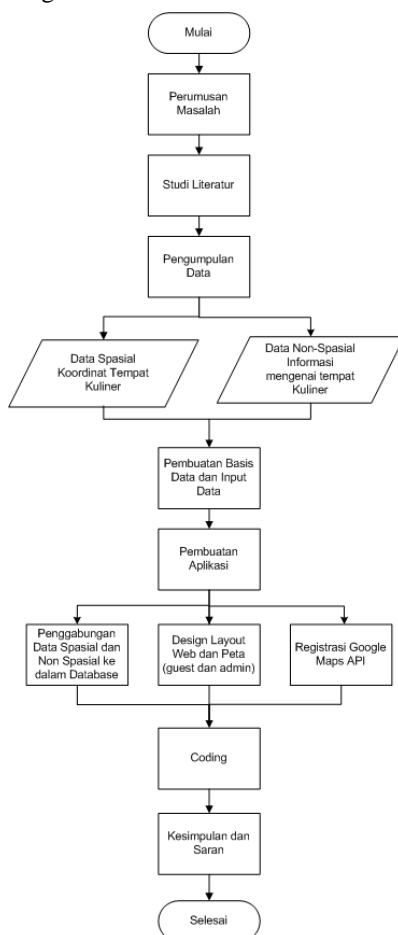 Mulai
Perumusan
Masalah
Studi Literatur
Pengumpulan
Data
Data Spasial
Koordinat Tempat
Kuliner
Data Non-Spasial
Informasi
mengenai tempat
Kuliner
Pembuatan Basis
Data dan Input
Data
Pembuatan
Aplikasi
Penggabungan
Data Spasial dan
Non Spasial ke
dalam Database
Design Layout
Web dan Peta
(guest dan admin)
Registrasi Google
Maps API
Coding
Kesimpulan dan
Saran
Selesai